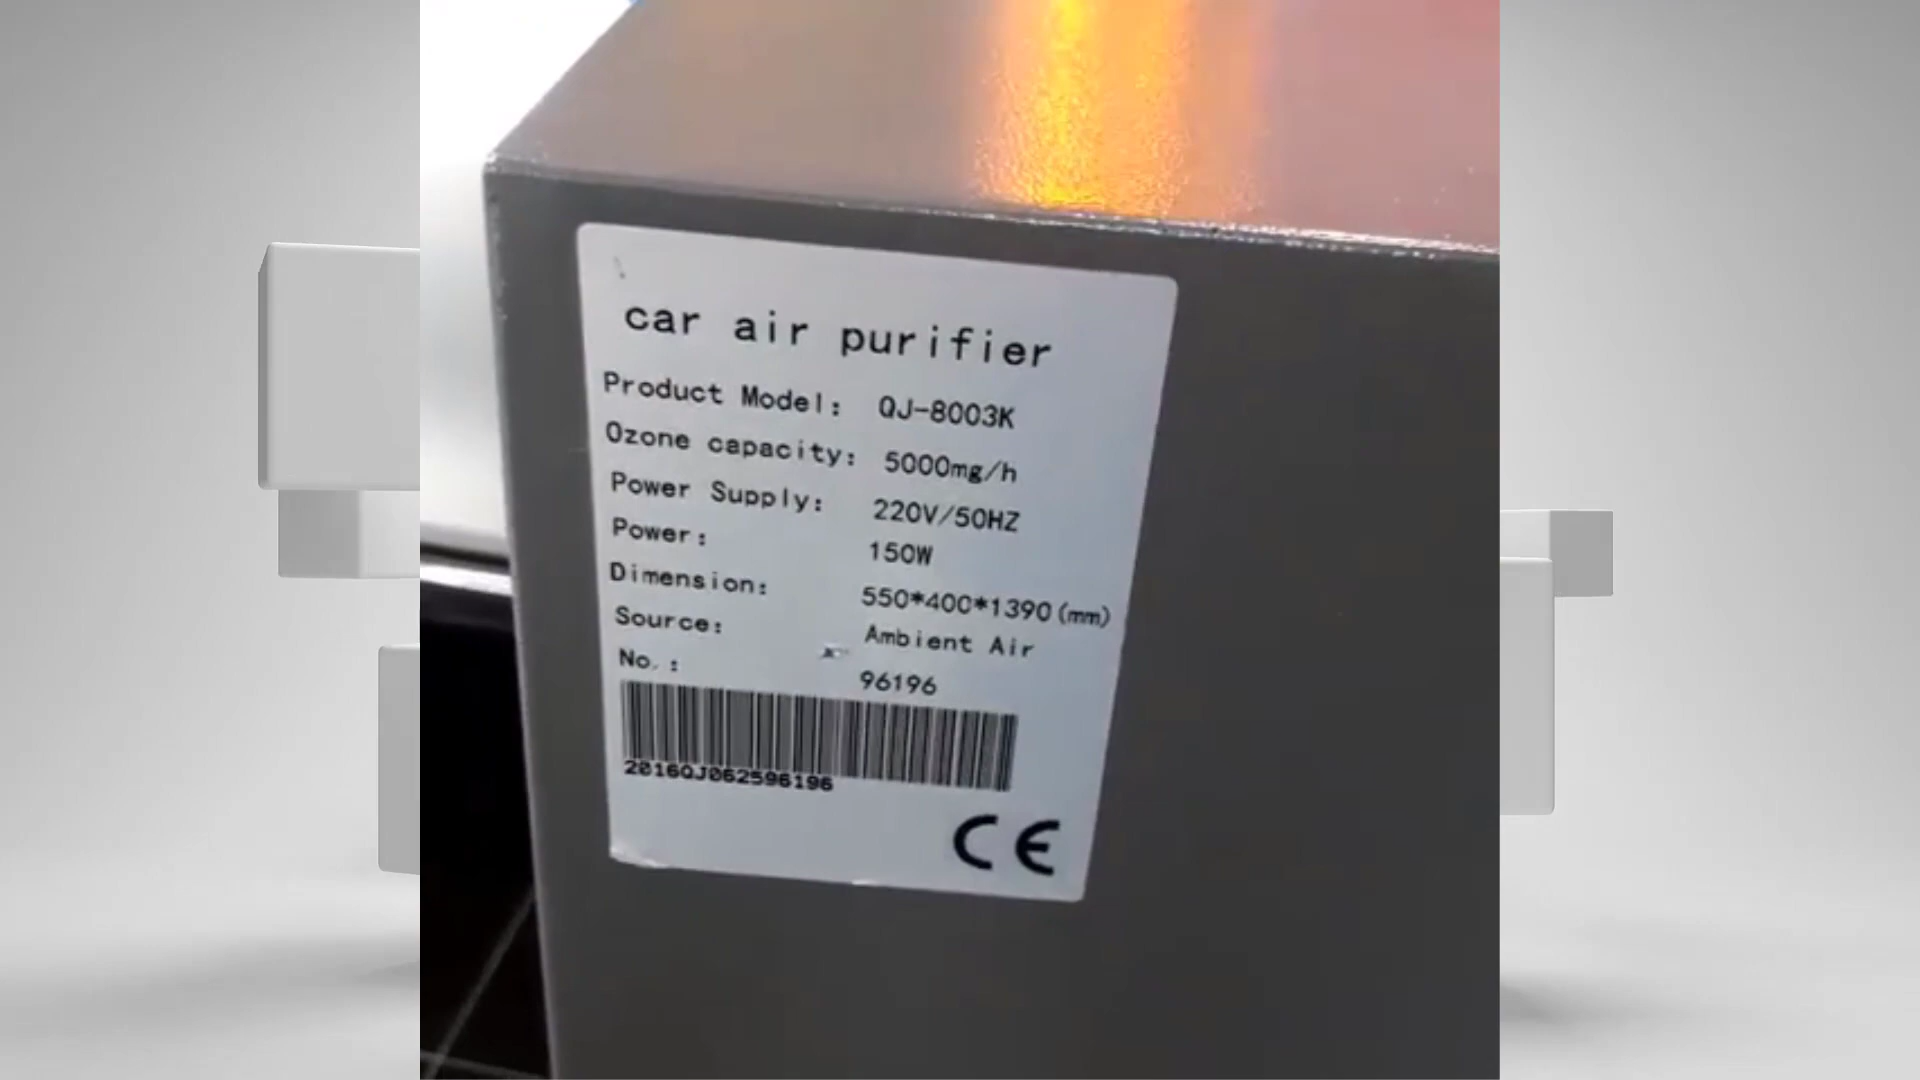 car air purifier
Product Model: QJ-8003K
Ozone capacity: 5000mg/h
Power Supply: 220V/50HZ
Power: 150W
Dimension: 550*400*1390(mm)
Source: Ambient Air
No.: 96196
2016QJ062596196
CE